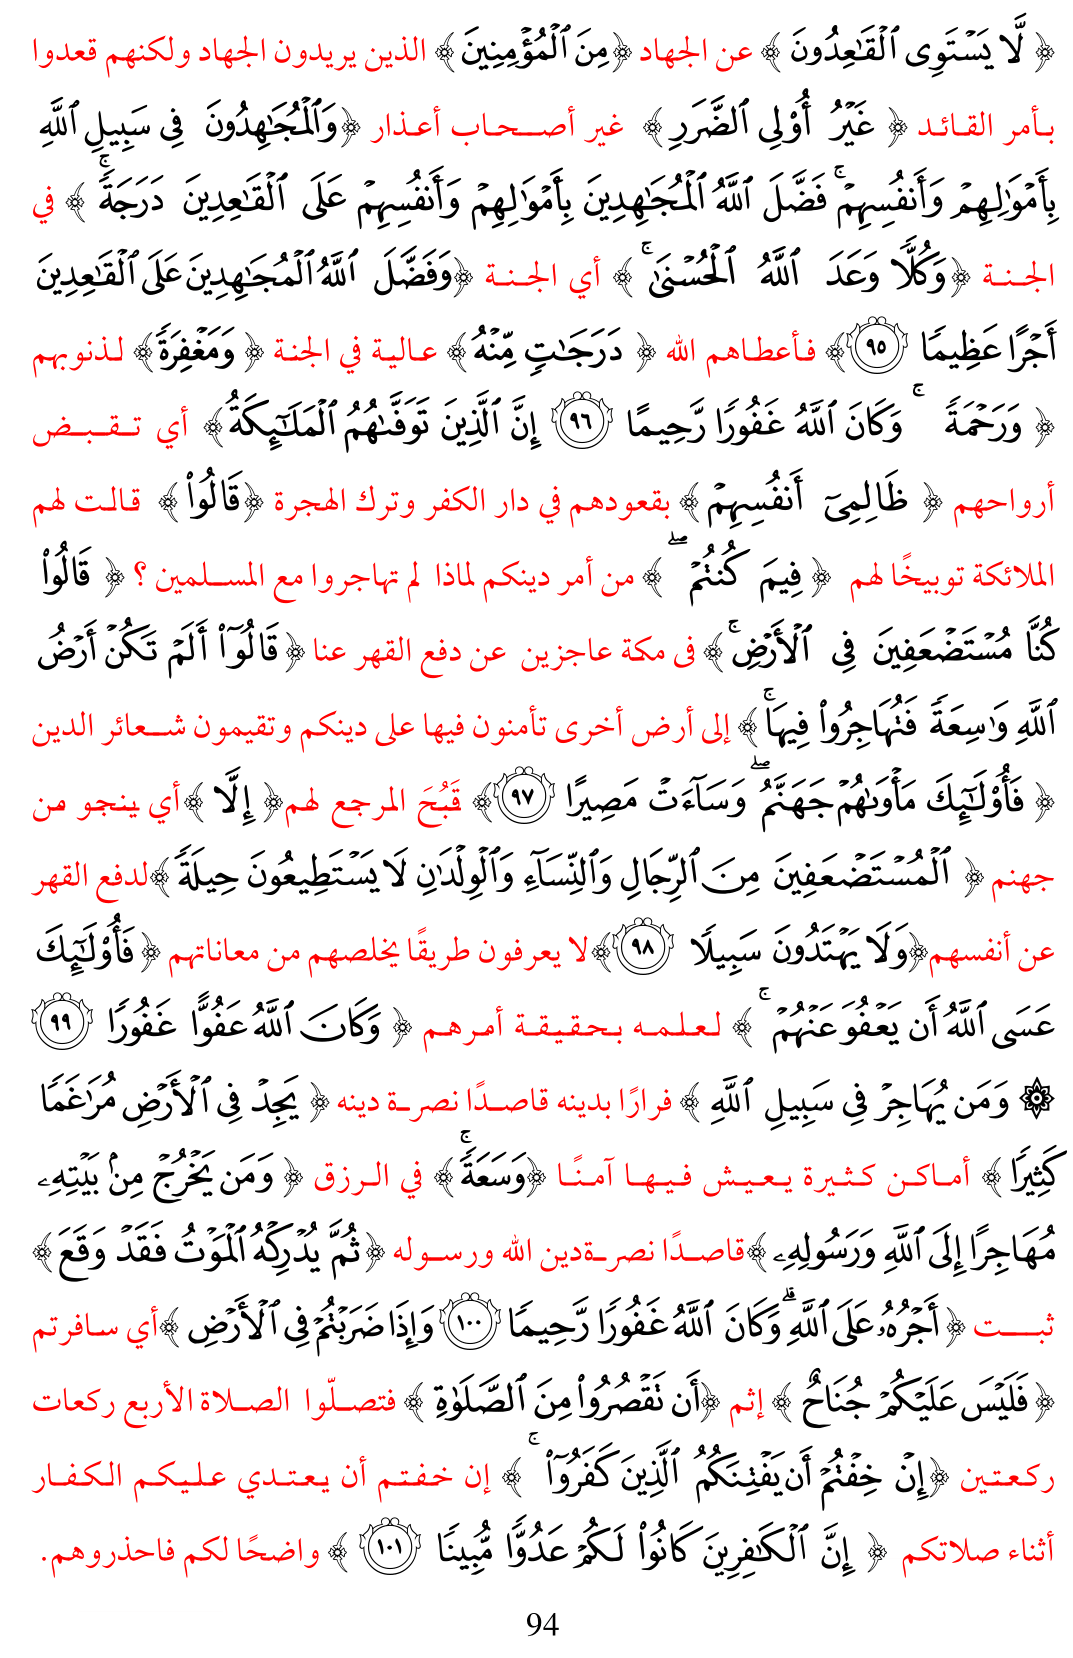 ﴿ لَّا يَسْتَوِى ٱلْقَـٰعِدُونَ ﴾ عن الجهاد ﴿مِنَ ٱلْمُؤْمِنِينَ﴾ الذين يريدون الجهاد ولكنهم قعدوا
بأمر القائد ﴿ غَيْرُ أُو۟لِى ٱلضَّرَرِ﴾ غير أصحاب أعذار ﴿وَٱلْمُجَـٰهِدُونَ فِى سَبِيلِ ٱللَّهِ
بِأَمْوَٰلِهِمْ وَأَنفُسِهِمْ ۚ فَضَّلَ ٱللَّهُ ٱلْمُجَـٰهِدِينَ بِأَمْوَٰلِهِمْ وَأَنفُسِهِمْ عَلَى ٱلْقَـٰعِدِينَ دَرَجَةً ۚ ﴾ في
الجنة ﴿وَكُلًّا وَعَدَ ٱللَّهُ ٱلْحُسْنَىٰ ۚ ﴾ أي الجنة ﴿وَفَضَّلَ ٱللَّهُ ٱلْمُجَـٰهِدِينَ عَلَى ٱلْقَـٰعِدِينَ
أَجْرًا عَظِيمًا ٩٥﴾ فأعطاهم الله ﴿ دَرَجَـٰتٍ مِّنْهُ﴾ عالية في الجنة ﴿ وَمَغْفِرَةً﴾ لذنوبهم
﴿ وَرَحْمَةً ۚ وَكَانَ ٱللَّهُ غَفُورًا رَّحِيمًا ٩٦ إِنَّ ٱلَّذِينَ تَوَفَّىٰهُمُ ٱلْمَلَـٰٓئِكَةُ﴾ أي تقبض
أرواحهم ﴿ ظَالِمِىٓ أَنفُسِهِمْ﴾ بقعودهم في دار الكفر وترك الهجرة ﴿قَالُوا۟﴾ قالت لهم
الملائكة توبيخًا لهم ﴿ فِيمَ كُنتُمْ ۖ ﴾ من أمر دينكم لماذا لم تهاجروا مع المسلمين ؟ ﴿ قَالُوا۟
كُنَّا مُسْتَضْعَفِينَ فِى ٱلْأَرْضِ ۚ﴾ فى مكة عاجزين عن دفع القهر عنا ﴿قَالُوٓا۟ أَلَمْ تَكُنْ أَرْضُ
ٱللَّهِ وَٰسِعَةً فَتُهَاجِرُوا۟ فِيهَا ۚ﴾ إلى أرض أخرى تأمنون فيها على دينكم وتقيمون شعائر الدين
﴿ فَأُو۟لَـٰٓئِكَ مَأْوَىٰهُمْ جَهَنَّمُ ۖ وَسَآءَتْ مَصِيرًا ٩٧﴾ قَبُحَ المرجع لهم﴿ إِلَّا ﴾أي ينجو من
جهنم ﴿ ٱلْمُسْتَضْعَفِينَ مِنَ ٱلرِّجَالِ وَٱلنِّسَآءِ وَٱلْوِلْدَٰنِ لَا يَسْتَطِيعُونَ حِيلَةً ﴾لدفع القهر
عن أنفسهم﴿وَلَا يَهْتَدُونَ سَبِيلًا ٩٨﴾لا يعرفون طريقًا يخلصهم من معاناتهم ﴿ فَأُو۟لَـٰٓئِكَ
عَسَى ٱللَّهُ أَن يَعْفُوَ عَنْهُمْ ۚ ﴾ لعلمه بحقيقة أمرهم ﴿ وَكَانَ ٱللَّهُ عَفُوًّا غَفُورًا ٩٩
۞ وَمَن يُهَاجِرْ فِى سَبِيلِ ٱللَّهِ ﴾ فرارًا بدينه قاصدًا نصرة دينه ﴿ يَجِدْ فِى ٱلْأَرْضِ مُرَٰغَمًا
كَثِيرًا﴾ أماكن كثيرة يعيش فيها آمنًا ﴿وَسَعَةً ۚ﴾ في الرزق ﴿ وَمَن يَخْرُجْ مِنۢ بَيْتِهِۦ
مُهَاجِرًا إِلَى ٱللَّهِ وَرَسُولِهِۦ ﴾قاصدًا نصرةدين الله ورسوله ﴿ثُمَّ يُدْرِكْهُ ٱلْمَوْتُ فَقَدْ وَقَعَ﴾
ثبت ﴿أَجْرُهُۥ عَلَى ٱللَّهِ ۗ وَكَانَ ٱللَّهُ غَفُورًا رَّحِيمًا ١٠٠ وَإِذَا ضَرَبْتُمْ فِى ٱلْأَرْضِ ﴾أي سافرتم
﴿ فَلَيْسَ عَلَيْكُمْ جُنَاحٌ ﴾ إثم ﴿أَن تَقْصُرُوا۟ مِنَ ٱلصَّلَوٰةِ ﴾ فتصلّوا الصلاة الأربع ركعات
ركعتين ﴿إِنْ خِفْتُمْ أَن يَفْتِنَكُمُ ٱلَّذِينَ كَفَرُوٓا۟ ۚ ﴾ إن خفتم أن يعتدي عليكم الكفار
أثناء صلاتكم ﴿ إِنَّ ٱلْكَـٰفِرِينَ كَانُوا۟ لَكُمْ عَدُوًّا مُّبِينًا ١٠١ ﴾ واضحًا لكم فاحذروهم.
94